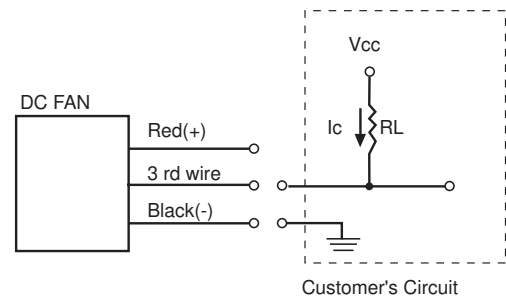 Vcc
DC FAN
Red(+)
Ic
RL
3 rd wire
Black(-)
Customer's Circuit